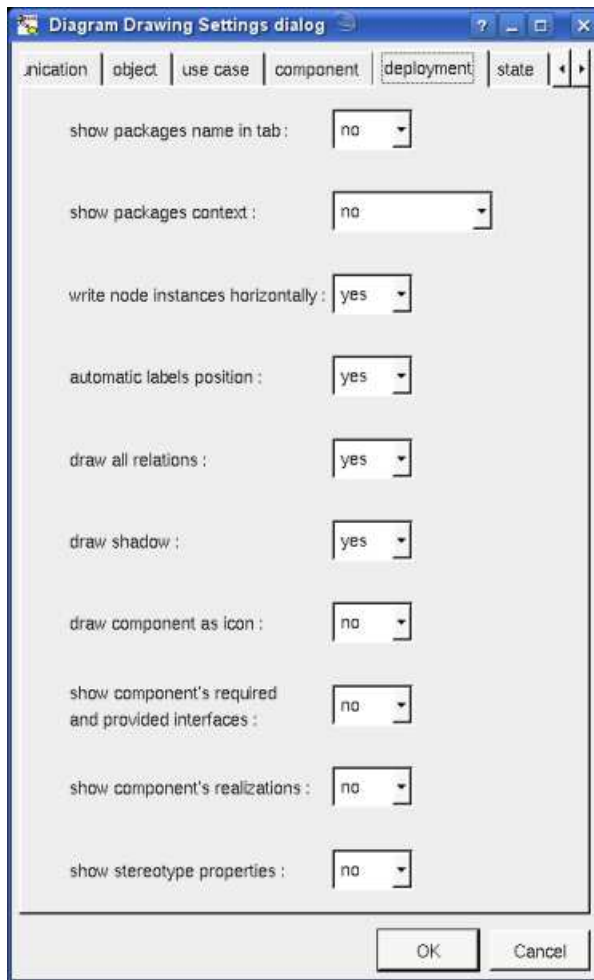 Diagram Drawing Settings dialog
unication object use case component deployment state
show packages name in tab : no
show packages context : no
write node instances horizontally : yes
automatic labels position : yes
draw all relations : yes
draw shadow : yes
draw component as icon : no
show component's required
and provided interfaces : no
show component's realizations : no
show stereotype properties : no
OK Cancel